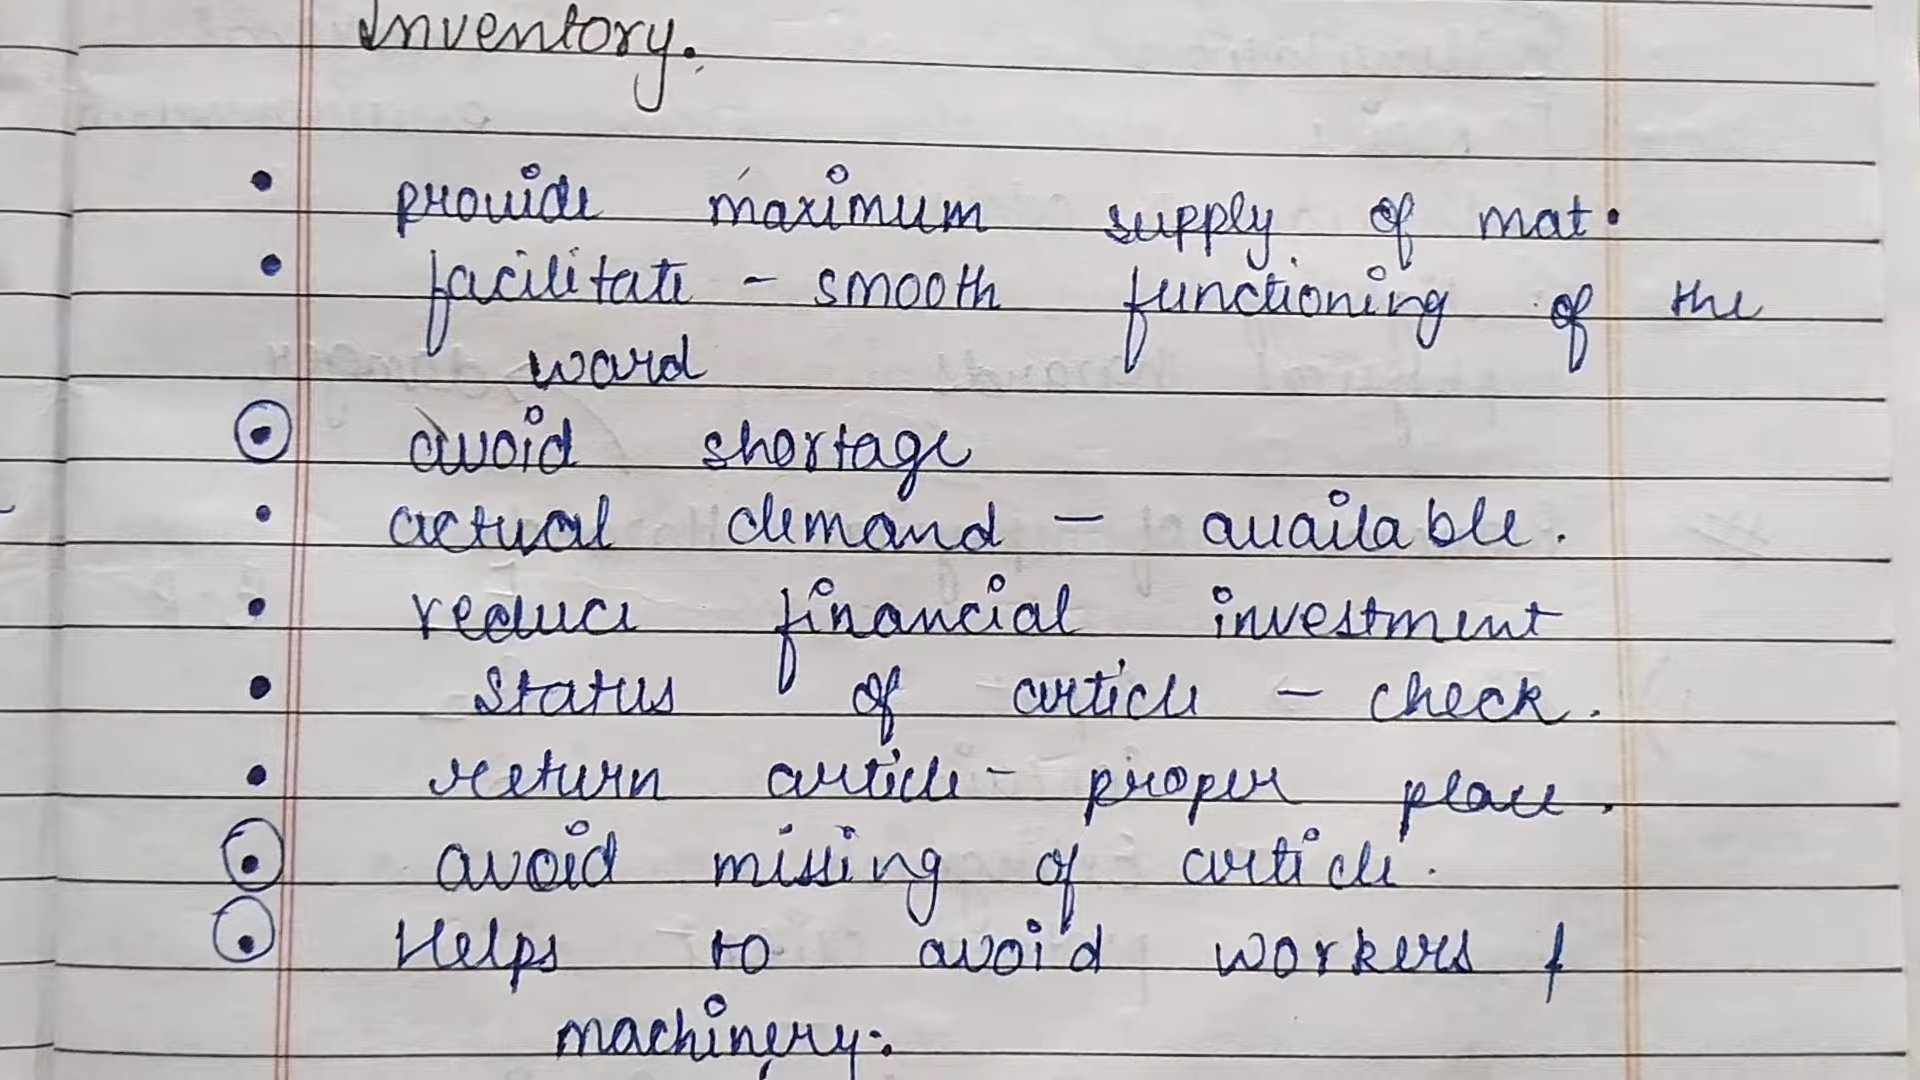 Inventory.
• provide maximum supply of mat.
• facilitate - smooth functioning of the
ward
• avoid shortage
• actual demand - available.
• reduce financial investment
• status of article - check.
• return article - proper place.
• avoid missing of article.
• Helps to avoid workers &
machinery.